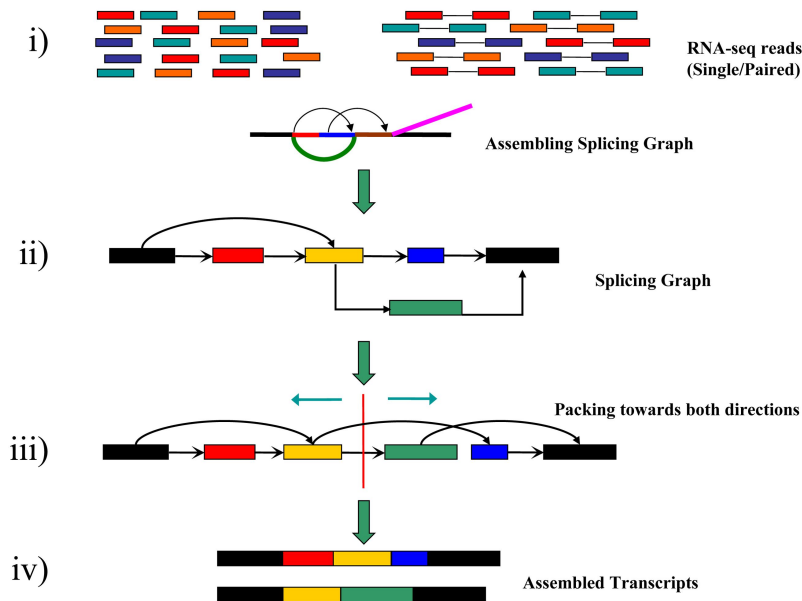 i)
RNA-seq reads
(Single/Paired)
Assembling Splicing Graph
ii)
Splicing Graph
Packing towards both directions
iii)
iv)
Assembled Transcripts